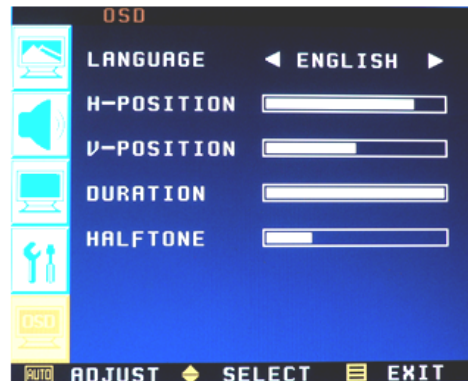 OSD
LANGUAGE ENGLISH
H-POSITION
V-POSITION
DURATION
HALFTONE
OSD
AUTO ADJUST SELECT EXIT